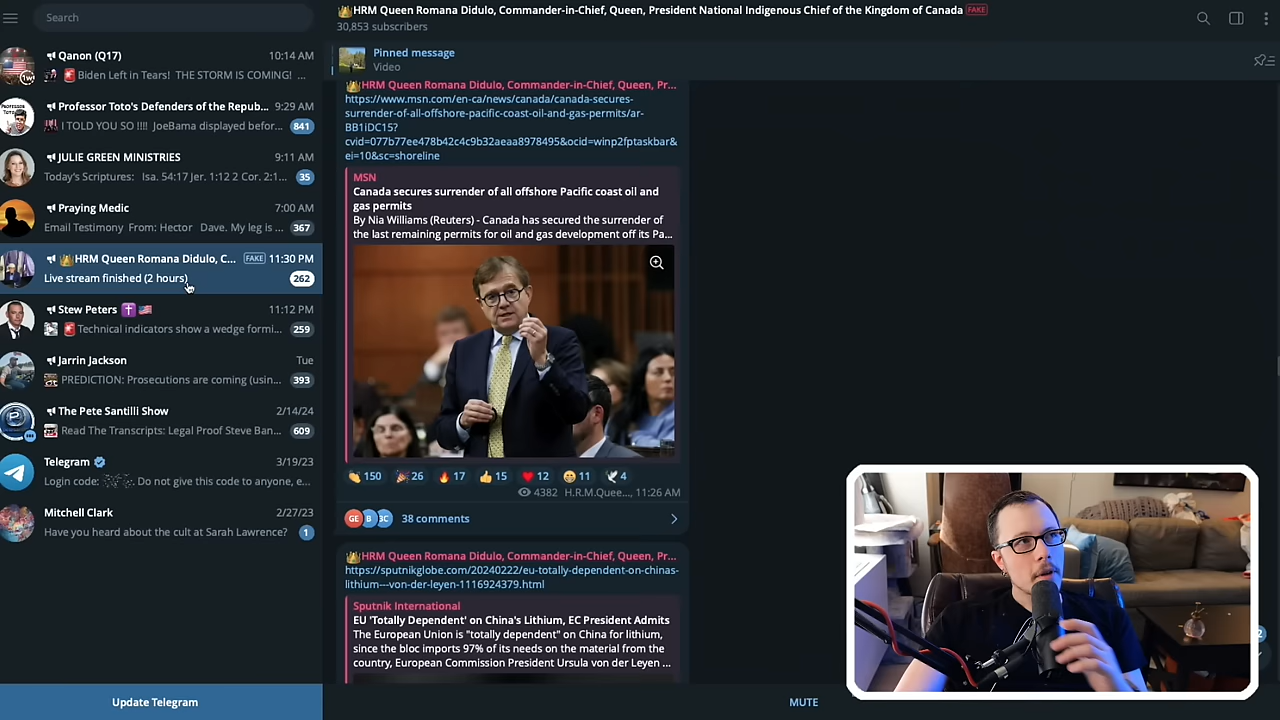 Search
Qanon (Q17) 10:14 AM
Biden Left in Tears! THE STORM IS COMING! ...
Professor Toto's Defenders of the Repub... 9:29 AM
I TOLD YOU SO !!!! JoeBama displayed befor... 841
JULIE GREEN MINISTRIES 9:11 AM
Today's Scriptures: Isa. 54:17 Jer. 1:12 2 Cor. 2:1... 35
Praying Medic 7:00 AM
Email Testimony From: Hector Dave. My leg is ... 367
👑HRM Queen Romana Didulo, C... FAKE 11:30 PM
Live stream finished (2 hours) 262
Stew Peters ✝️🇺🇸 11:12 PM
🚨Technical indicators show a wedge formi... 259
Jarrin Jackson Tue
PREDICTION: Prosecutions are coming (usin... 393
The Pete Santilli Show 2/14/24
Read The Transcripts: Legal Proof Steve Ban... 609
Telegram 3/19/23
Login code: Do not give this code to anyone, e...
Mitchell Clark 2/27/23
Have you heard about the cult at Sarah Lawrence? 1
Update Telegram
👑HRM Queen Romana Didulo, Commander-in-Chief, Queen, President National Indigenous Chief of the Kingdom of Canada FAKE
30,853 subscribers
Pinned message
Video
👑HRM Queen Romana Didulo, Commander-in-Chief, Queen, Pr...
https://www.msn.com/en-ca/news/canada/canada-secures-
surrender-of-all-offshore-pacific-coast-oil-and-gas-permits/ar-
BB1iDC15?
cvid=077b77ee478b42c4c9b32aeaa8978495&ocid=winp2fptaskbar&
ei=10&sc=shoreline
MSN
Canada secures surrender of all offshore Pacific coast oil and
gas permits
By Nia Williams (Reuters) - Canada has secured the surrender of
the last remaining permits for oil and gas development off its Pa...
👏 150 🎉 26 🔥 17 👍 15 ❤️ 12 😁 11 🕊 4
4382 H.R.M.Quee..., 11:26 AM
GE B 3C 38 comments
👑HRM Queen Romana Didulo, Commander-in-Chief, Queen, Pr...
https://sputnikglobe.com/20240222/eu-totally-dependent-on-chinas-
lithium---von-der-leyen-1116924379.html
Sputnik International
EU 'Totally Dependent' on China's Lithium, EC President Admits
The European Union is "totally dependent" on China for lithium,
since the bloc imports 97% of its needs on the material from the
country, European Commission President Ursula von der Leyen ...
MUTE